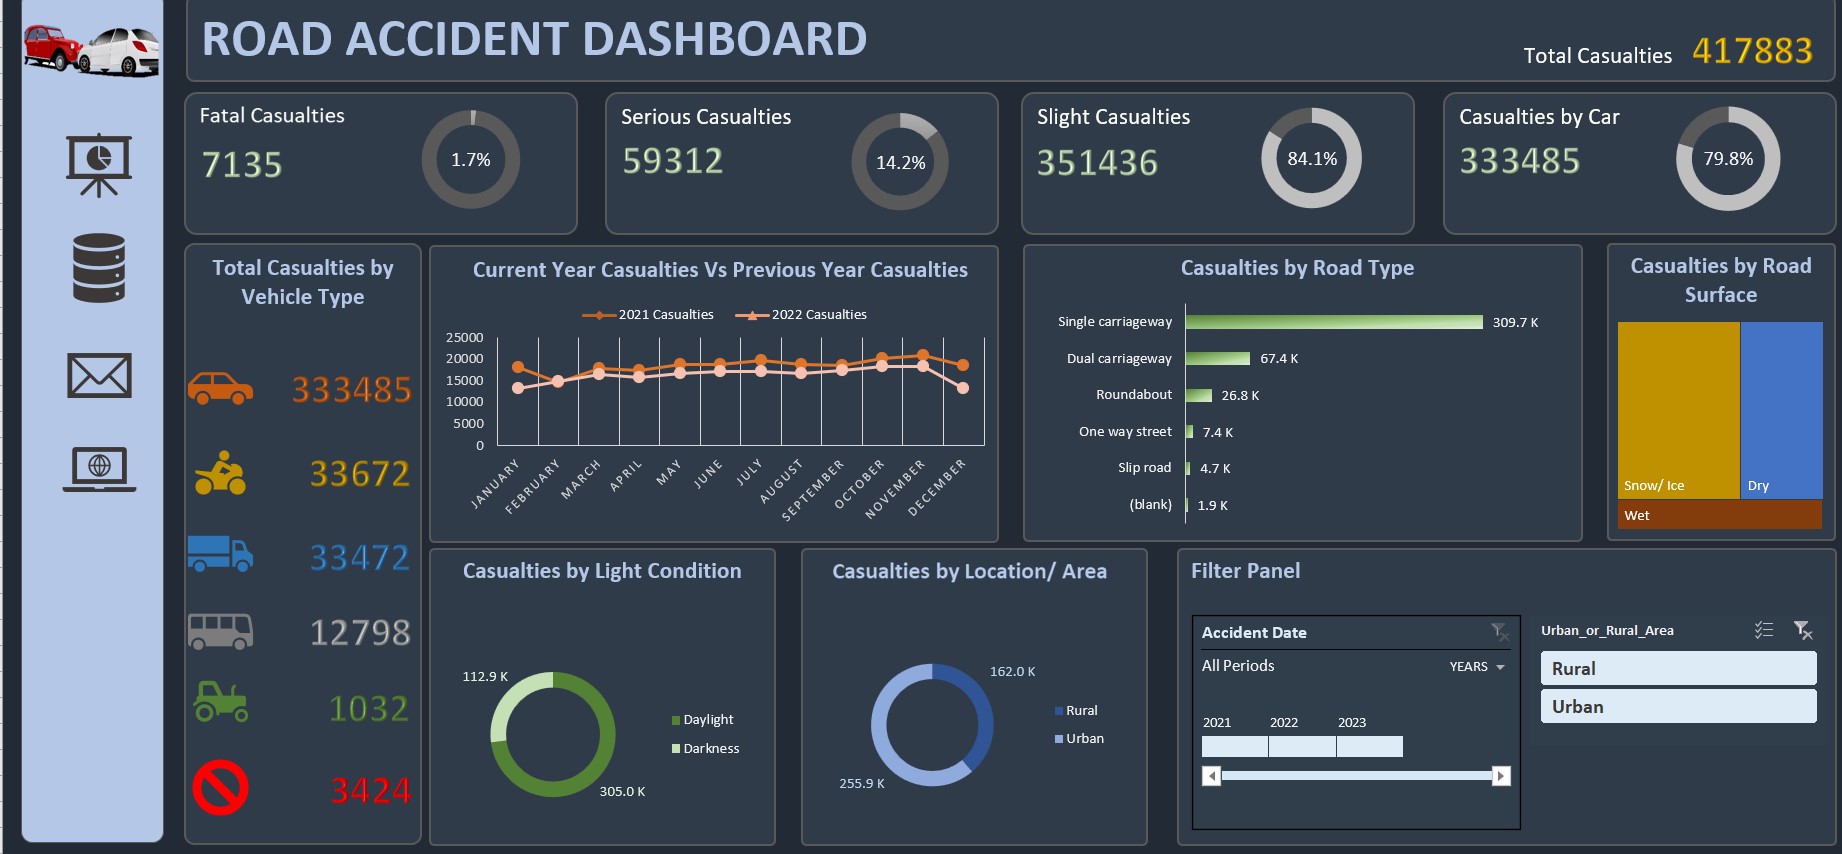 ROAD ACCIDENT DASHBOARD
Total Casualties 417883
Fatal Casualties
7135
1.7%
Serious Casualties
59312
14.2%
Slight Casualties
351436
84.1%
Casualties by Car
333485
79.8%
Total Casualties by
Vehicle Type
333485
33672
33472
12798
1032
3424
Current Year Casualties Vs Previous Year Casualties
2021 Casualties 2022 Casualties
25000
20000
15000
10000
5000
0
JANUARY
FEBRUARY
MARCH
APRIL
MAY
JUNE
JULY
AUGUST
SEPTEMBER
OCTOBER
NOVEMBER
DECEMBER
Casualties by Road Type
Single carriageway 309.7 K
Dual carriageway 67.4 K
Roundabout 26.8 K
One way street 7.4 K
Slip road 4.7 K
(blank) 1.9 K
Casualties by Road
Surface
Snow/ Ice
Dry
Wet
Casualties by Light Condition
112.9 K
305.0 K
Daylight
Darkness
Casualties by Location/ Area
162.0 K
255.9 K
Rural
Urban
Filter Panel
Accident Date
All Periods YEARS
2021 2022 2023
Urban_or_Rural_Area
Rural
Urban